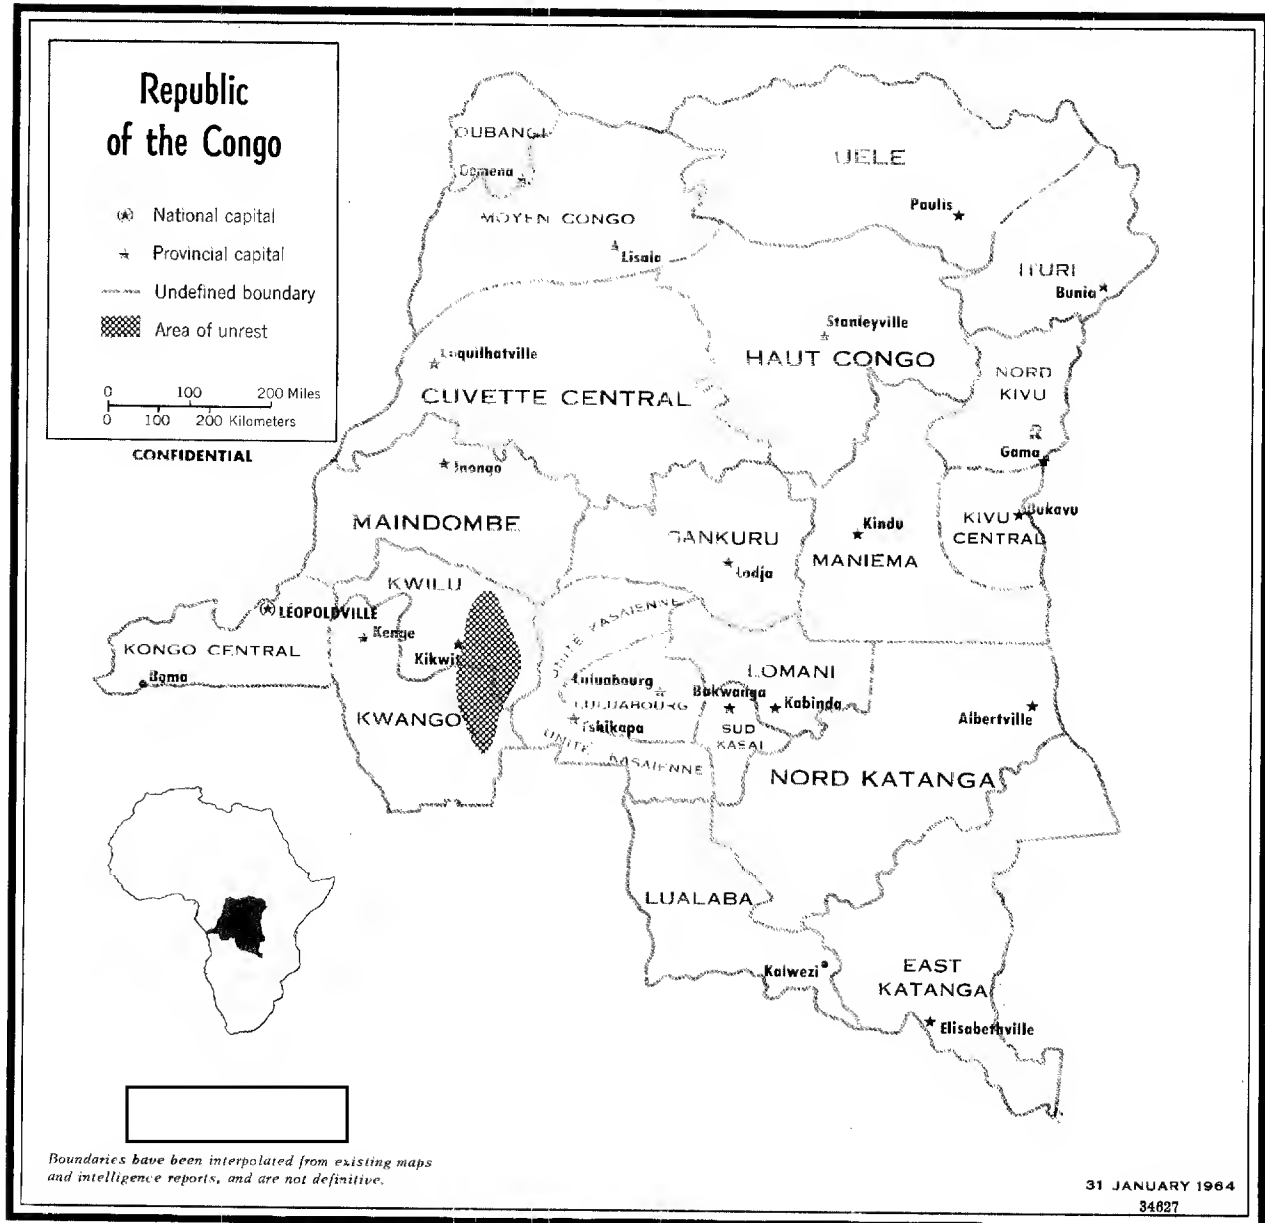 Republic
of the Congo
National capital
Provincial capital
Undefined boundary
Area of unrest
0 100 200 Miles
0 100 200 Kilometers
CONFIDENTIAL
OUBANGI
Gemena
MOYEN CONGO
Lisala
UELE
Paulis
ITURI
Bunia
Stanleyville
HAUT CONGO
Coquilhatville
CUVETTE CENTRAL
NORD
KIVU
Goma
Inongo
MAINDOMBE
SANKURU
Lodja
Kindu
MANIEMA
KIVU
CENTRAL
Bukavu
KWILU
LEOPOLDVILLE
Kenge
Kikwit
KONGO CENTRAL
Boma
KWANGO
UNITÉ KASAIENNE
Luluabourg
LULUABOURG
Tshikapa
UNITÉ KASAIENNE
Bakwanga
SUD
KASAI
LOMANI
Kabinda
Albertville
NORD KATANGA
LUALABA
Kolwezi
EAST
KATANGA
Elisabethville
Boundaries have been interpolated from existing maps
and intelligence reports, and are not definitive.
31 JANUARY 1964
34627